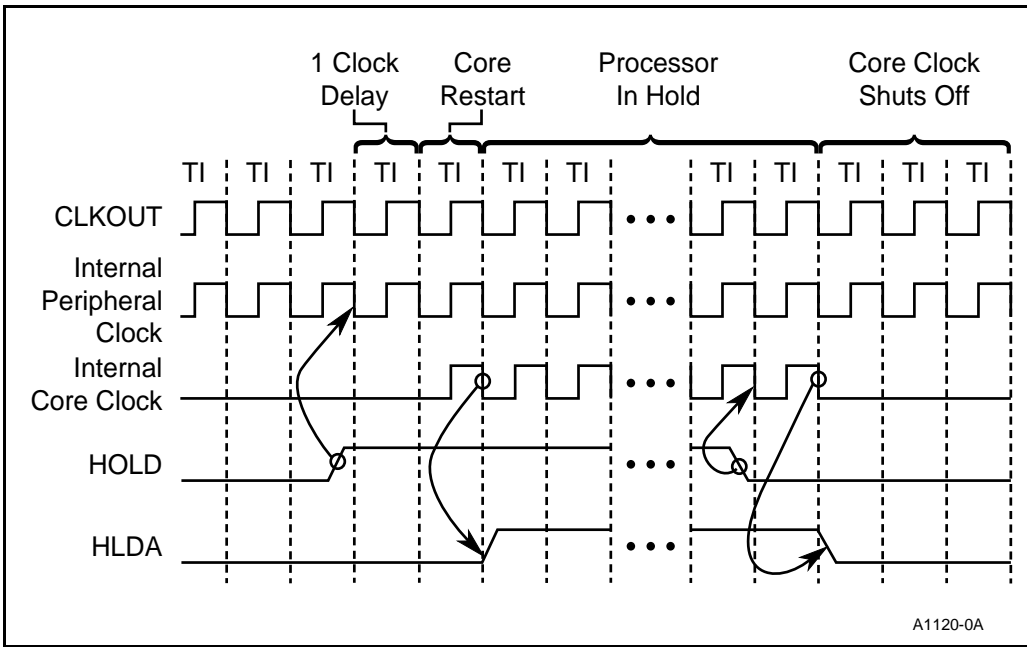 1 Clock
Delay
Core
Restart
Processor
In Hold
Core Clock
Shuts Off
TI TI TI TI TI TI TI TI TI TI TI TI
CLKOUT
Internal
Peripheral
Clock
Internal
Core Clock
HOLD
HLDA
A1120-0A